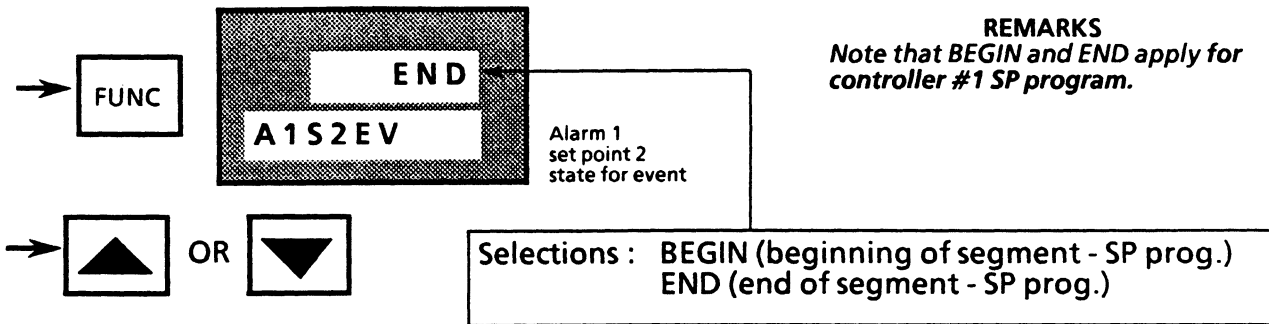 FUNC
END
A1S2EV
Alarm 1
set point 2
state for event
REMARKS
Note that BEGIN and END apply for
controller #1 SP program.
OR
Selections : BEGIN (beginning of segment - SP prog.)
END (end of segment - SP prog.)